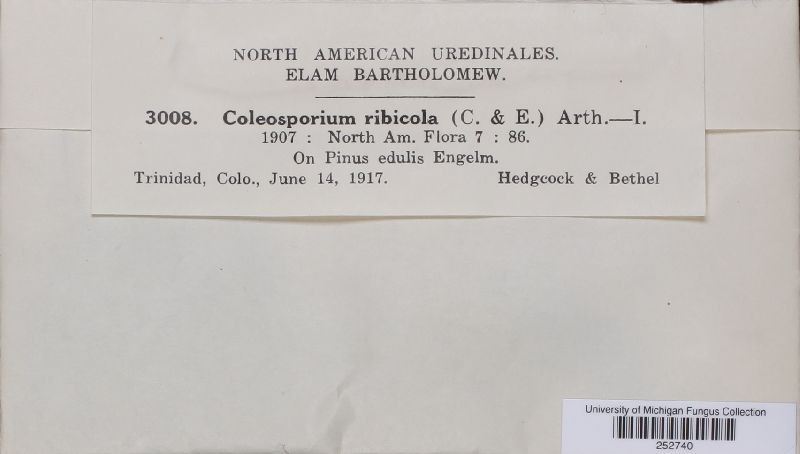 NORTH AMERICAN UREDINALES.
ELAM BARTHOLOMEW.
3008. Coleosporium ribicola (C. & E.) Arth.—I.
1907 : North Am. Flora 7 : 86.
On Pinus edulis Engelm.
Trinidad, Colo., June 14, 1917. Hedgcock & Bethel
University of Michigan Fungus Collection
252740